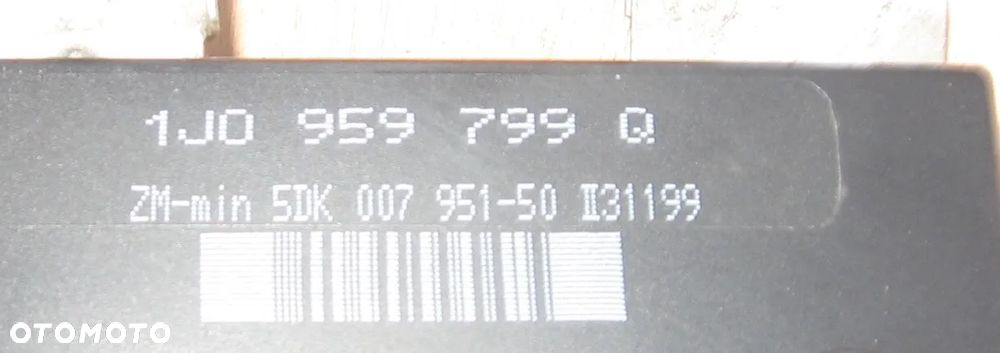 1J0 959 799 Q
ZM-min 5DK 007 951-50 II31199
OTOMOTO